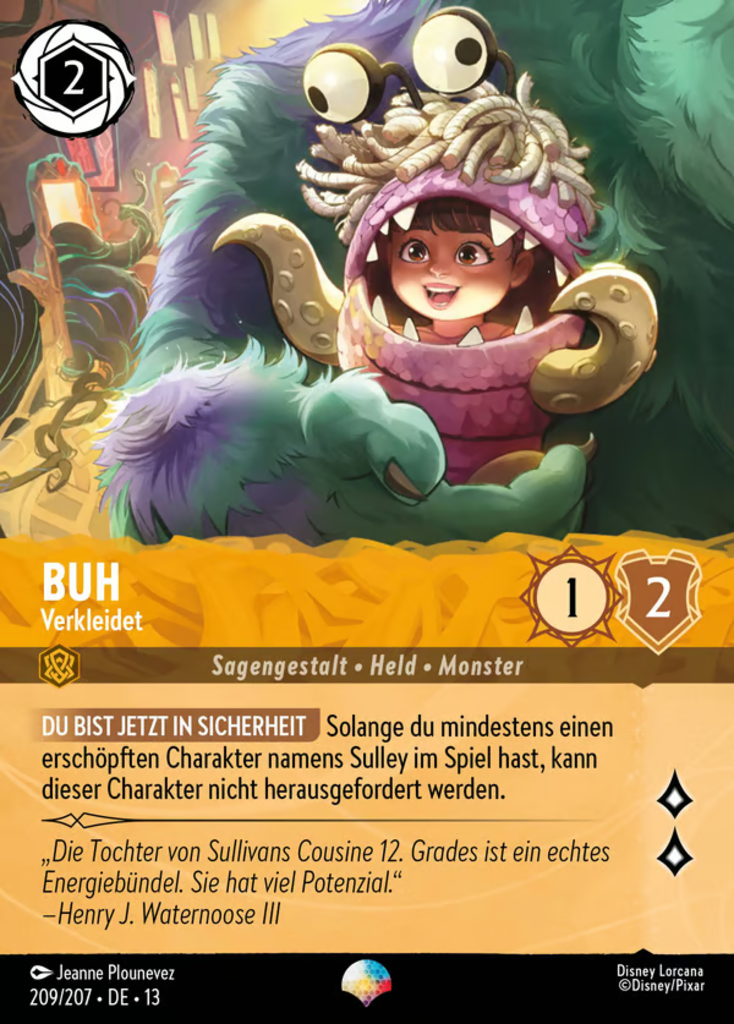 2
BUH
Verkleidet
1
2
Sagengestalt • Held • Monster
DU BIST JETZT IN SICHERHEIT Solange du mindestens einen
erschöpften Charakter namens Sulley im Spiel hast, kann
dieser Charakter nicht herausgefordert werden.
„Die Tochter von Sullivans Cousine 12. Grades ist ein echtes
Energiebündel. Sie hat viel Potenzial.“
–Henry J. Waternoose III
Jeanne Plounevez
209/207 • DE • 13
Disney Lorcana
©Disney/Pixar